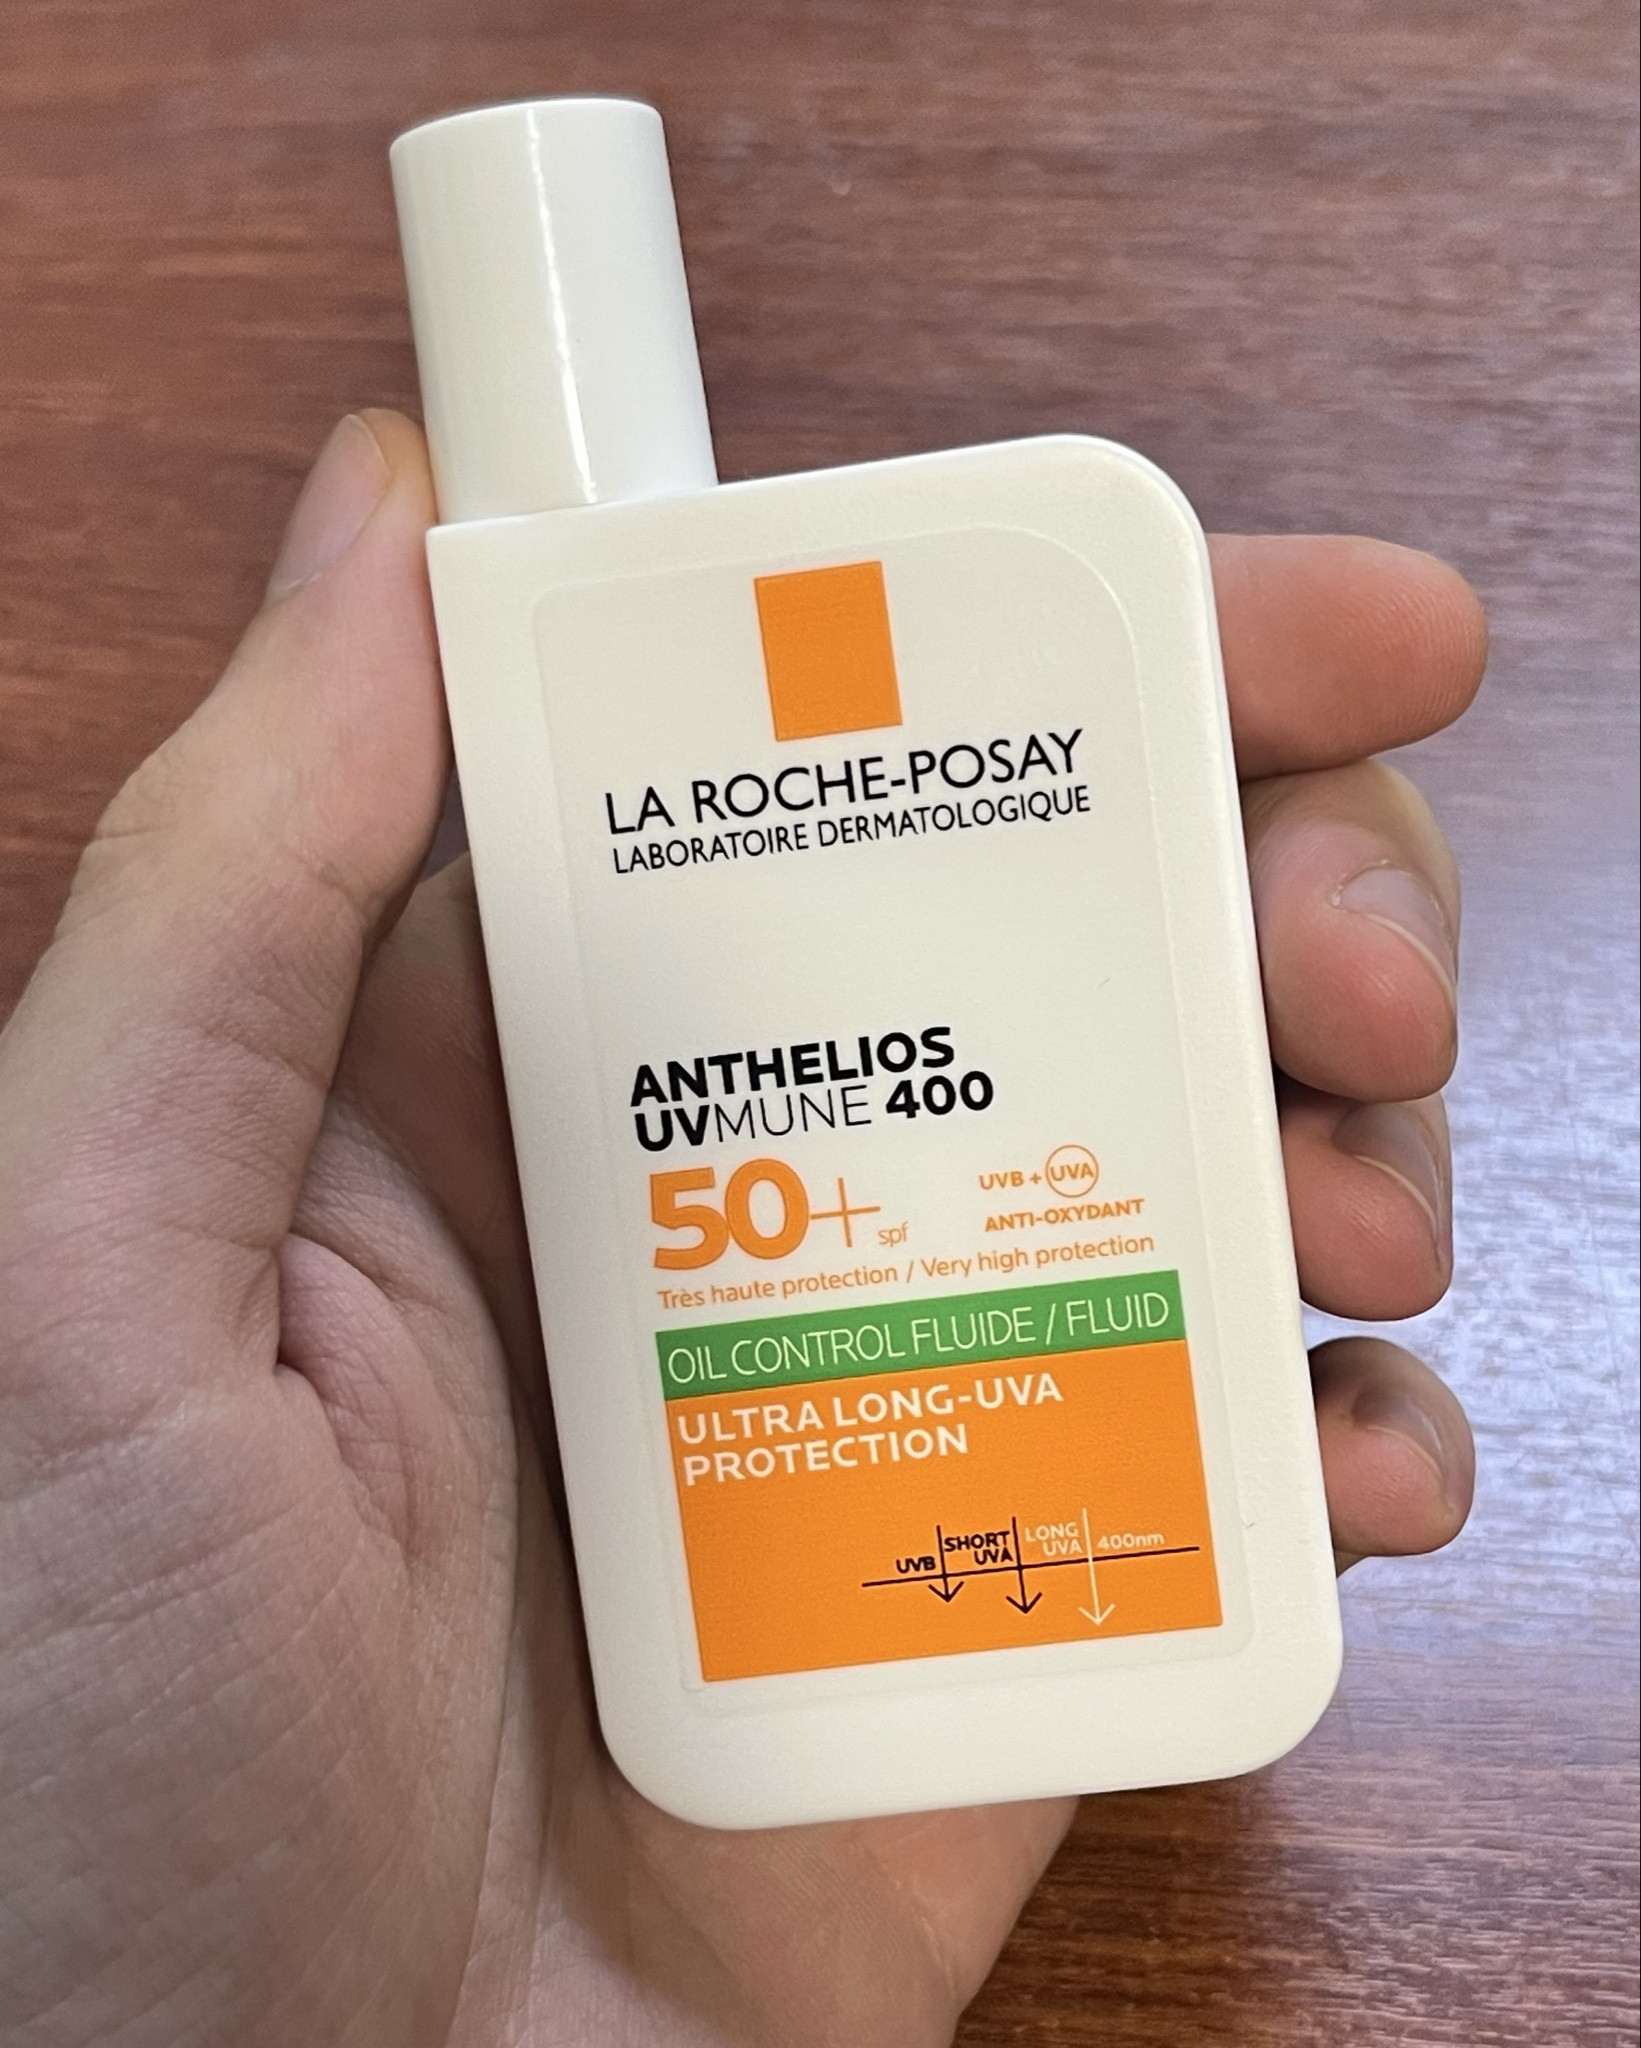 LA ROCHE-POSAY
LABORATOIRE DERMATOLOGIQUE
ANTHELIOS
UVMUNE 400
50+ spf
UVB + UVA
ANTI-OXYDANT
Très haute protection / Very high protection
OIL CONTROL FLUIDE / FLUID
ULTRA LONG-UVA
PROTECTION
UVB
SHORT
UVA
LONG
UVA
400nm